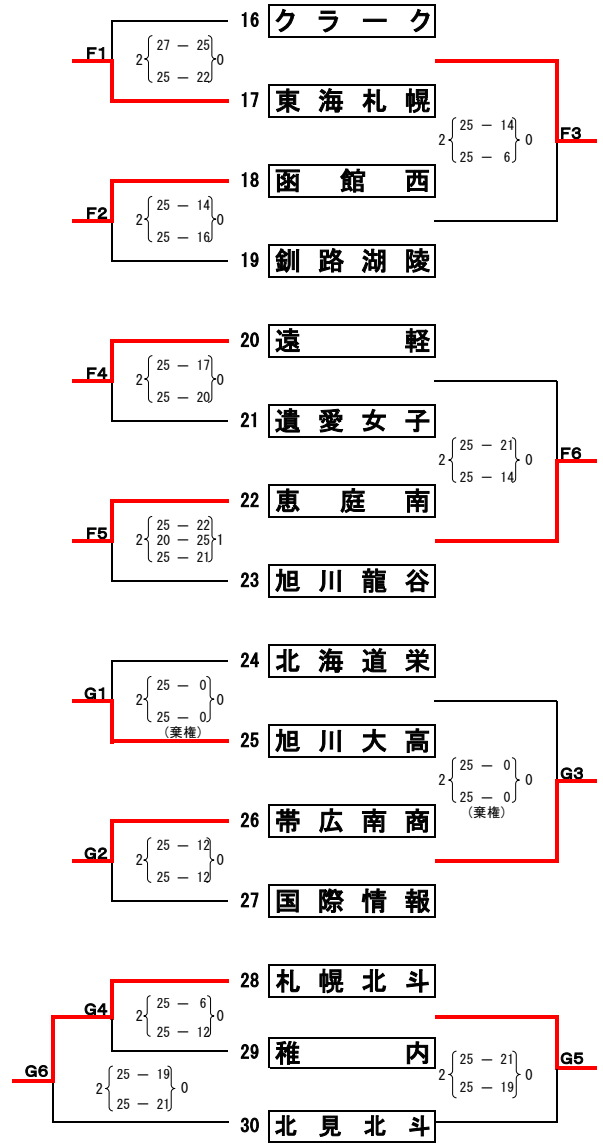 16 クラーク
F1
2 27 － 25 0
25 － 22
17 東海札幌
2 25 － 14 0
25 － 6
F3
18 函館西
F2
2 25 － 14 0
25 － 16
19 釧路湖陵
20 遠軽
F4
2 25 － 17 0
25 － 20
21 遺愛女子
2 25 － 21 0
25 － 14
F6
22 恵庭南
F5
25 － 22
2 20 － 25 1
25 － 21
23 旭川龍谷
24 北海道栄
G1
2 25 － 0 0
25 － 0
(棄権)
25 旭川大高
2 25 － 0 0
25 － 0
(棄権)
G3
26 帯広南商
G2
2 25 － 12 0
25 － 12
27 国際情報
28 札幌北斗
G4
2 25 － 6 0
25 － 12
29 稚内
2 25 － 21 0
25 － 19
G5
G6
2 25 － 19 0
25 － 21
30 北見北斗